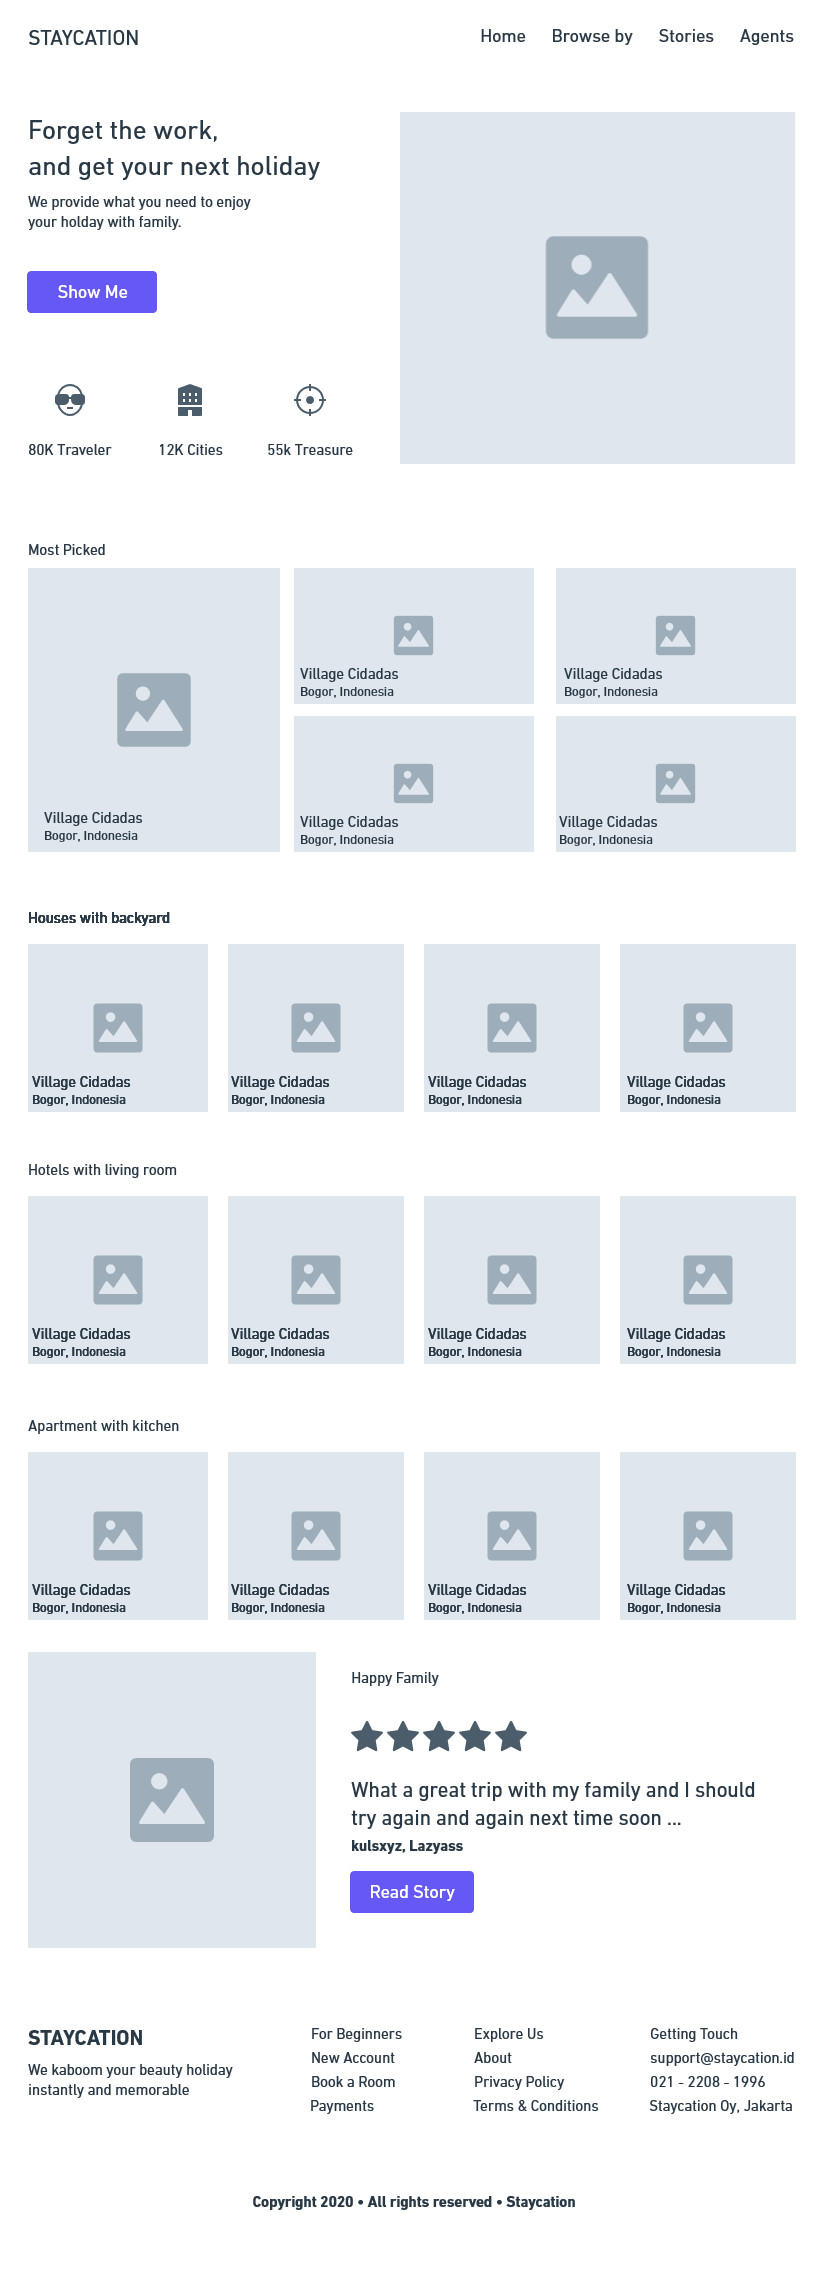 STAYCATION
Home Browse by Stories Agents
Forget the work,
and get your next holiday
We provide what you need to enjoy
your holday with family.
Show Me
80K Traveler 12K Cities 55k Treasure
Most Picked
Village Cidadas
Bogor, Indonesia
Village Cidadas
Bogor, Indonesia
Village Cidadas
Bogor, Indonesia
Village Cidadas
Bogor, Indonesia
Village Cidadas
Bogor, Indonesia
Houses with backyard
Village Cidadas
Bogor, Indonesia
Village Cidadas
Bogor, Indonesia
Village Cidadas
Bogor, Indonesia
Village Cidadas
Bogor, Indonesia
Hotels with living room
Village Cidadas
Bogor, Indonesia
Village Cidadas
Bogor, Indonesia
Village Cidadas
Bogor, Indonesia
Village Cidadas
Bogor, Indonesia
Apartment with kitchen
Village Cidadas
Bogor, Indonesia
Village Cidadas
Bogor, Indonesia
Village Cidadas
Bogor, Indonesia
Village Cidadas
Bogor, Indonesia
Happy Family
What a great trip with my family and I should
try again and again next time soon ...
kulsxyz, Lazyass
Read Story
STAYCATION
We kaboom your beauty holiday
instantly and memorable
For Beginners
New Account
Book a Room
Payments
Explore Us
About
Privacy Policy
Terms & Conditions
Getting Touch
support@staycation.id
021 - 2208 - 1996
Staycation Oy, Jakarta
Copyright 2020 • All rights reserved • Staycation